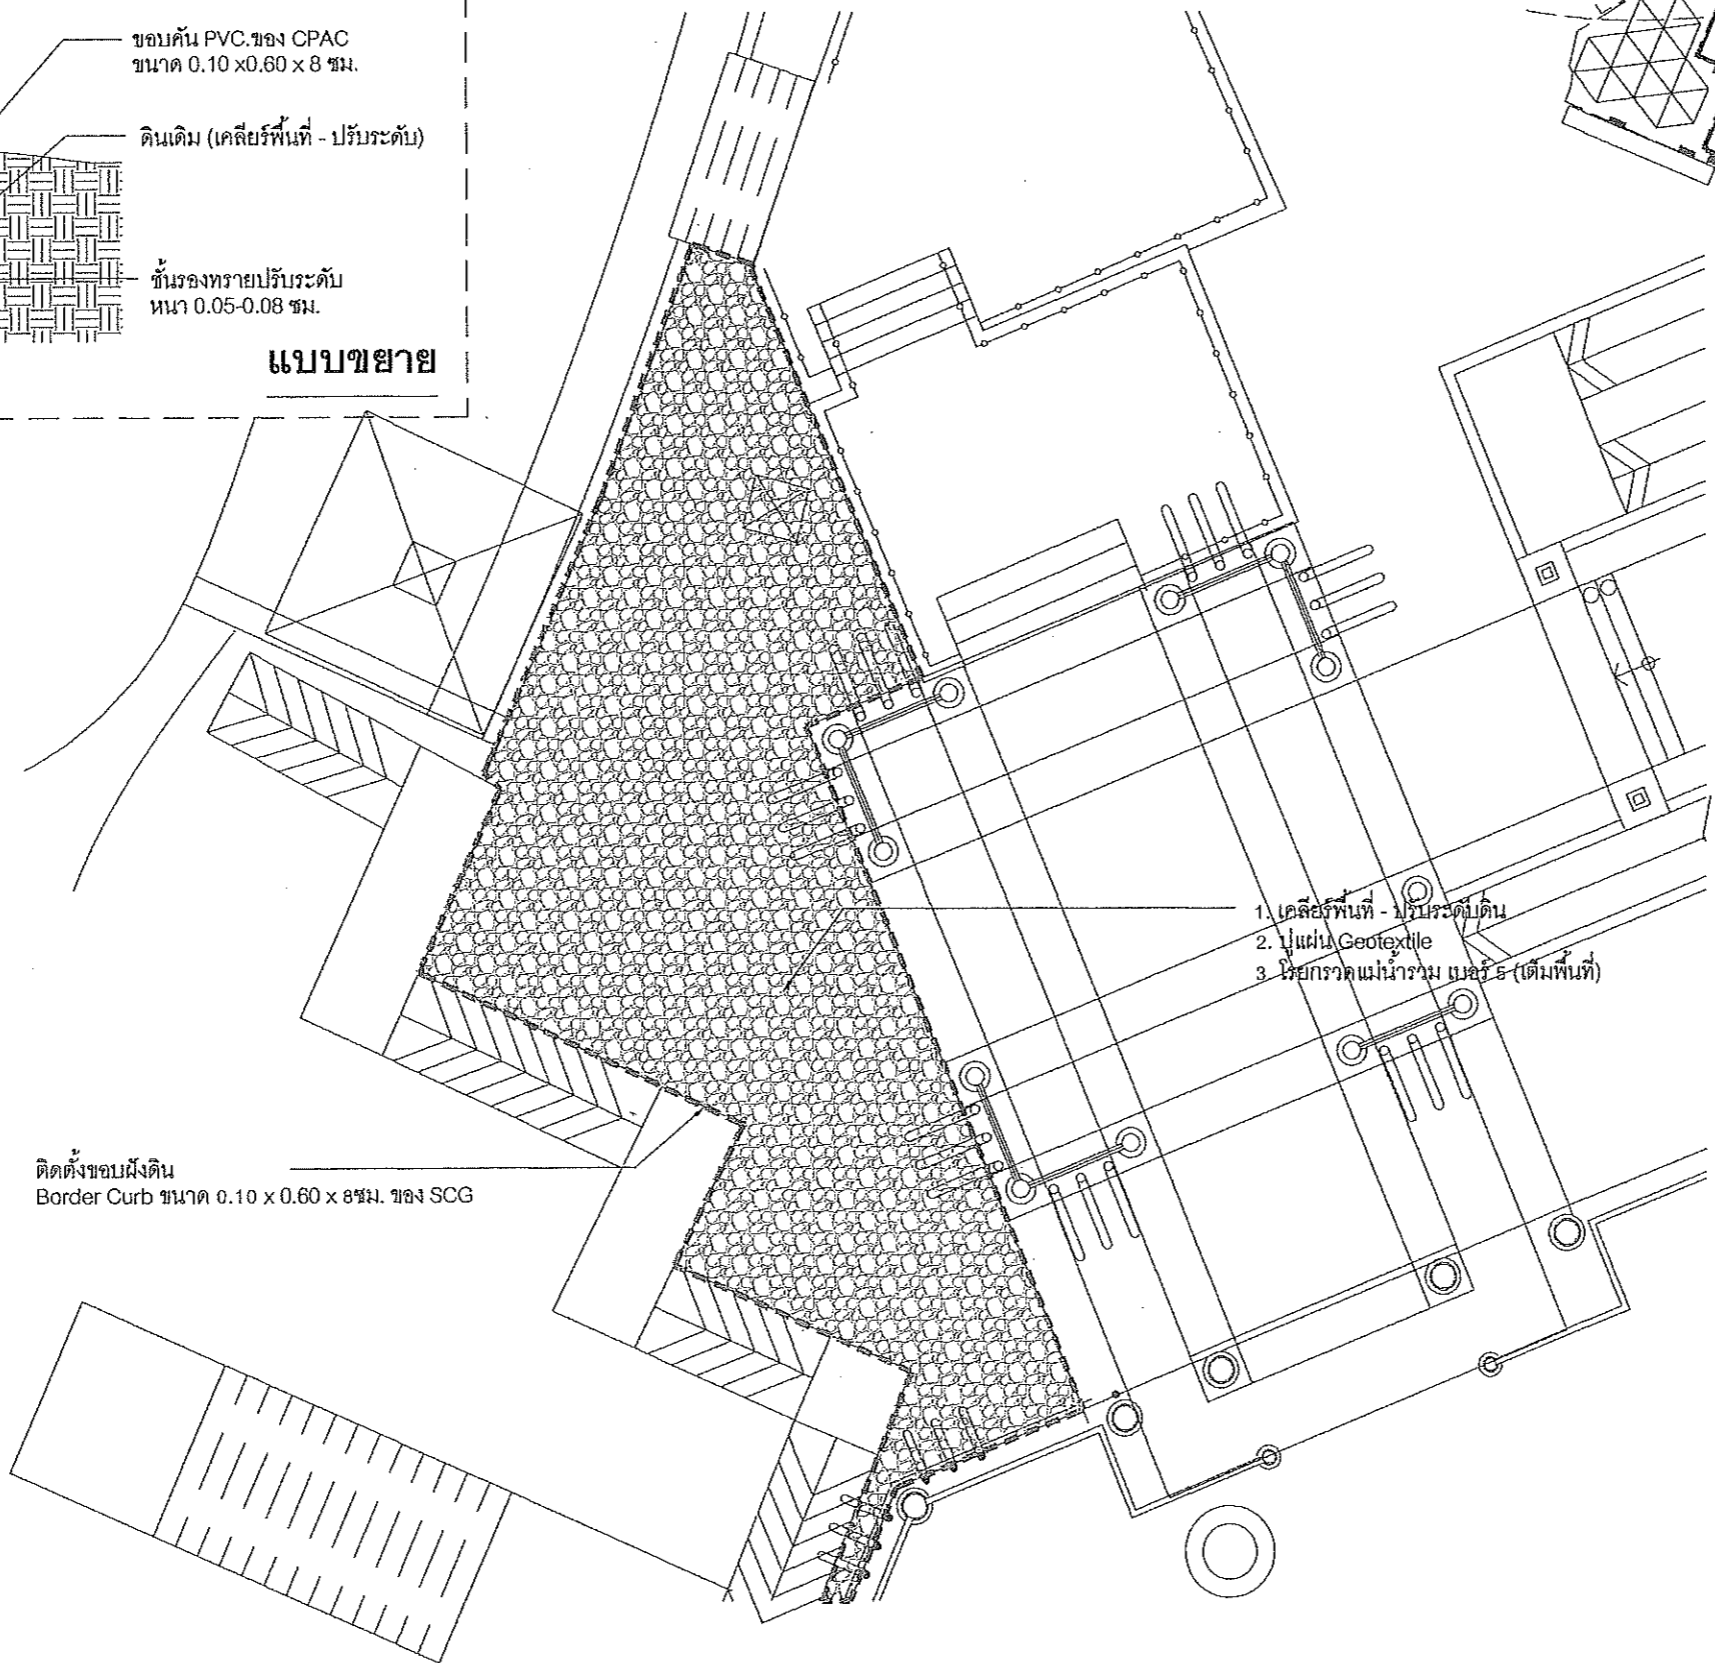 ขอบคัน PVC.ของ CPAC
ขนาด 0.10 x0.60 x 8 ซม.
ดินเดิม (เคลียร์พื้นที่ - ปรับระดับ)
ชั้นรองทรายปรับระดับ
หนา 0.05-0.08 ซม.
แบบขยาย
1. เคลียร์พื้นที่ - ปรับระดับดิน
2. ปูแผ่น Geotextile
3. โรยกรวดแม่น้ำรวม เบอร์ 5 (เต็มพื้นที่)
ติดตั้งขอบฝังดิน
Border Curb ขนาด 0.10 x 0.60 x 8ซม. ของ SCG